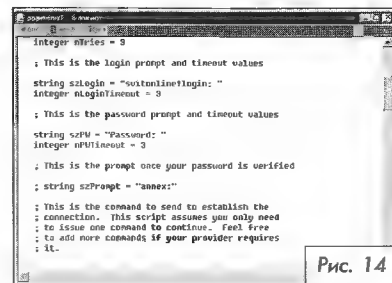 integer nTries = 3
; This is the login prompt and timeout values
string szLogin = "svitonline!login: "
integer nLoginTimeout = 3
; This is the password prompt and timeout values
string szPW = "Password: "
integer nPWTimeout = 3
; This is the prompt once your password is verified
; string szPrompt = "annex:"
; This is the command to send to establish the
; connection.  This script assumes you only need
; to issue one command to continue.  Feel free
; to add more commands if your provider requires
; it.
Рис. 14